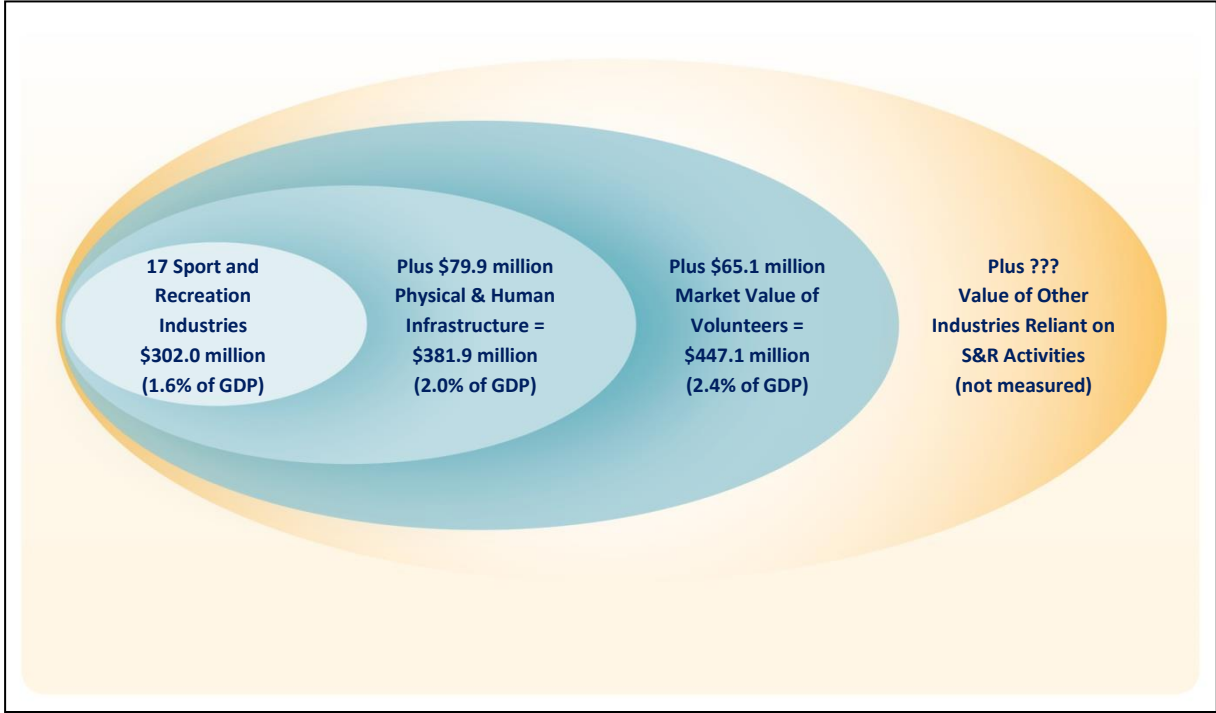 17 Sport and
Recreation
Industries
$302.0 million
(1.6% of GDP)
Plus $79.9 million
Physical & Human
Infrastructure =
$381.9 million
(2.0% of GDP)
Plus $65.1 million
Market Value of
Volunteers =
$447.1 million
(2.4% of GDP)
Plus ???
Value of Other
Industries Reliant on
S&R Activities
(not measured)